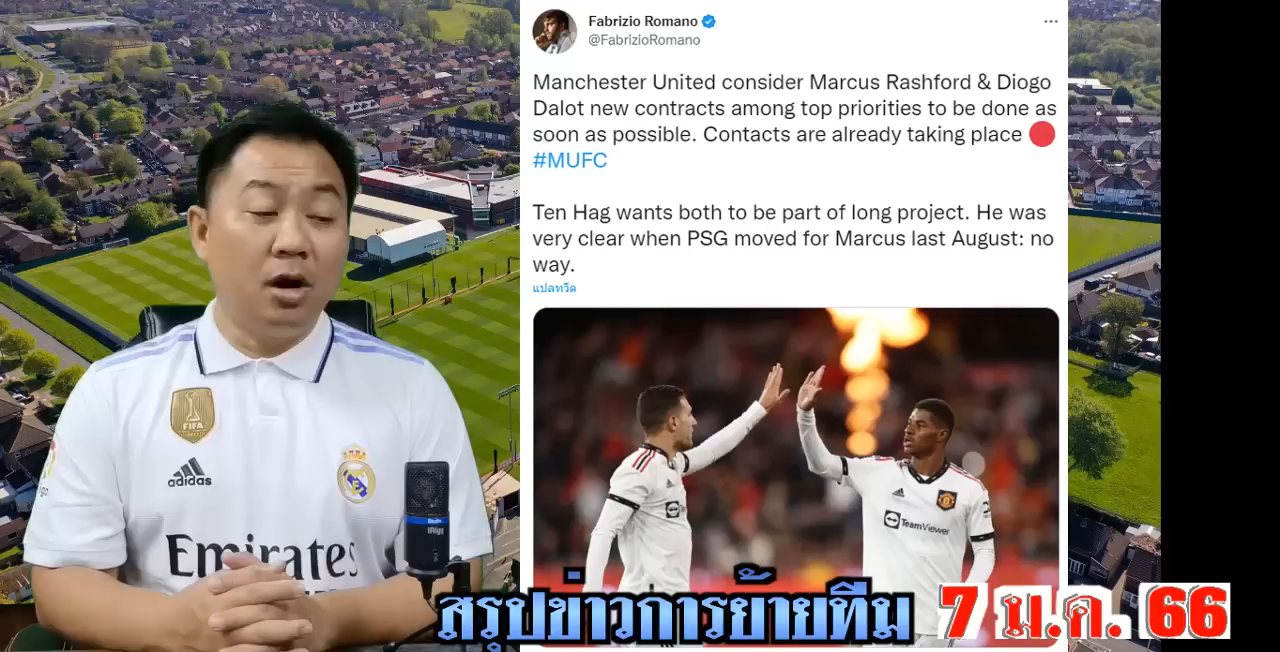 Fabrizio Romano
@FabrizioRomano
Manchester United consider Marcus Rashford & Diogo
Dalot new contracts among top priorities to be done as
soon as possible. Contacts are already taking place 🔴
#MUFC
Ten Hag wants both to be part of long project. He was
very clear when PSG moved for Marcus last August: no
way.
แปลทวีต
FIFA
adidas
Emirates
iRig
TeamViewer
สรุปข่าวการย้ายทีม 7 ม.ค. 66